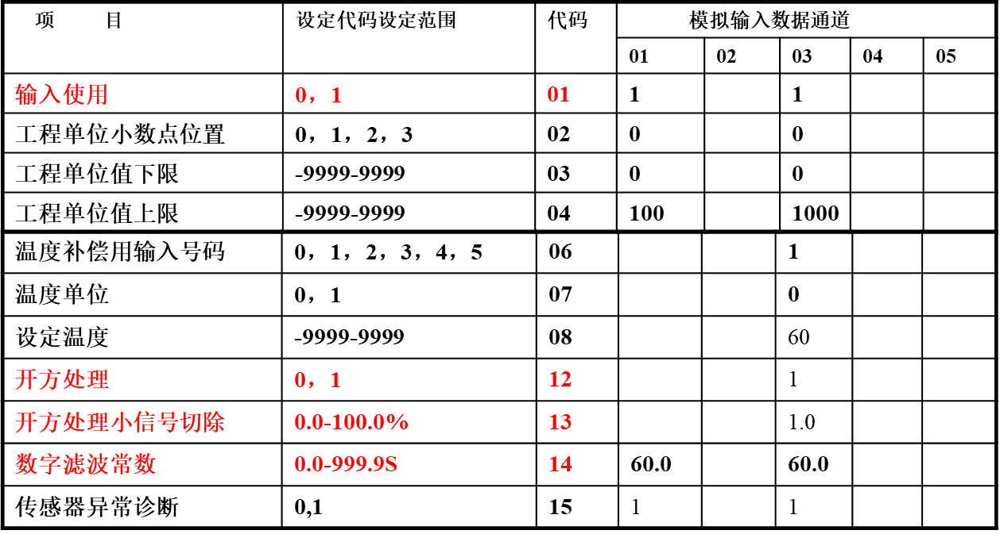 项 目 设定代码设定范围 代码 模拟输入数据通道
01 02 03 04 05
输入使用 0，1 01 1 1
工程单位小数点位置 0，1，2，3 02 0 0
工程单位值下限 -9999-9999 03 0 0
工程单位值上限 -9999-9999 04 100 1000
温度补偿用输入号码 0，1，2，3，4，5 06 1
温度单位 0，1 07 0
设定温度 -9999-9999 08 60
开方处理 0，1 12 1
开方处理小信号切除 0.0-100.0% 13 1.0
数字滤波常数 0.0-999.9S 14 60.0 60.0
传感器异常诊断 0,1 15 1 1